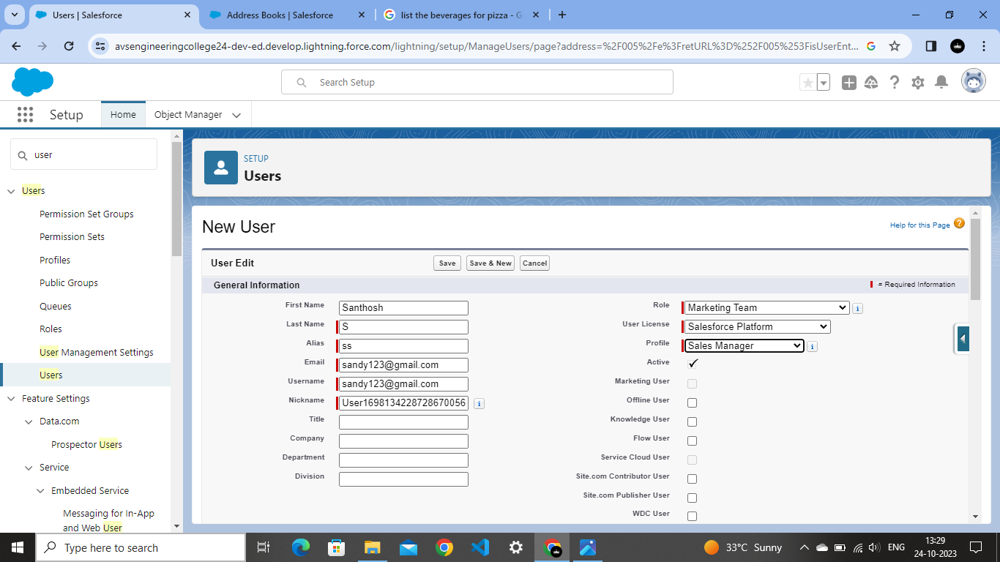 Users | Salesforce
Address Books | Salesforce
list the beverages for pizza - G
avsengineeringcollege24-dev-ed.develop.lightning.force.com/lightning/setup/ManageUsers/page?address=%2F005%2Fe%3FretURL%3D%252F005%253FisUserEnt...
Search Setup
Setup
Home
Object Manager
user
Users
Permission Set Groups
Permission Sets
Profiles
Public Groups
Queues
Roles
User Management Settings
Users
Feature Settings
Data.com
Prospector Users
Service
Embedded Service
Messaging for In-App
and Web User
SETUP
Users
New User
Help for this Page
User Edit
Save
Save & New
Cancel
General Information
= Required Information
First Name Santhosh
Last Name S
Alias ss
Email sandy123@gmail.com
Username sandy123@gmail.com
Nickname User1698134228728670056
Title
Company
Department
Division
Role Marketing Team
User License Salesforce Platform
Profile Sales Manager
Active
Marketing User
Offline User
Knowledge User
Flow User
Service Cloud User
Site.com Contributor User
Site.com Publisher User
WDC User
Type here to search
33°C Sunny
ENG
13:29
24-10-2023